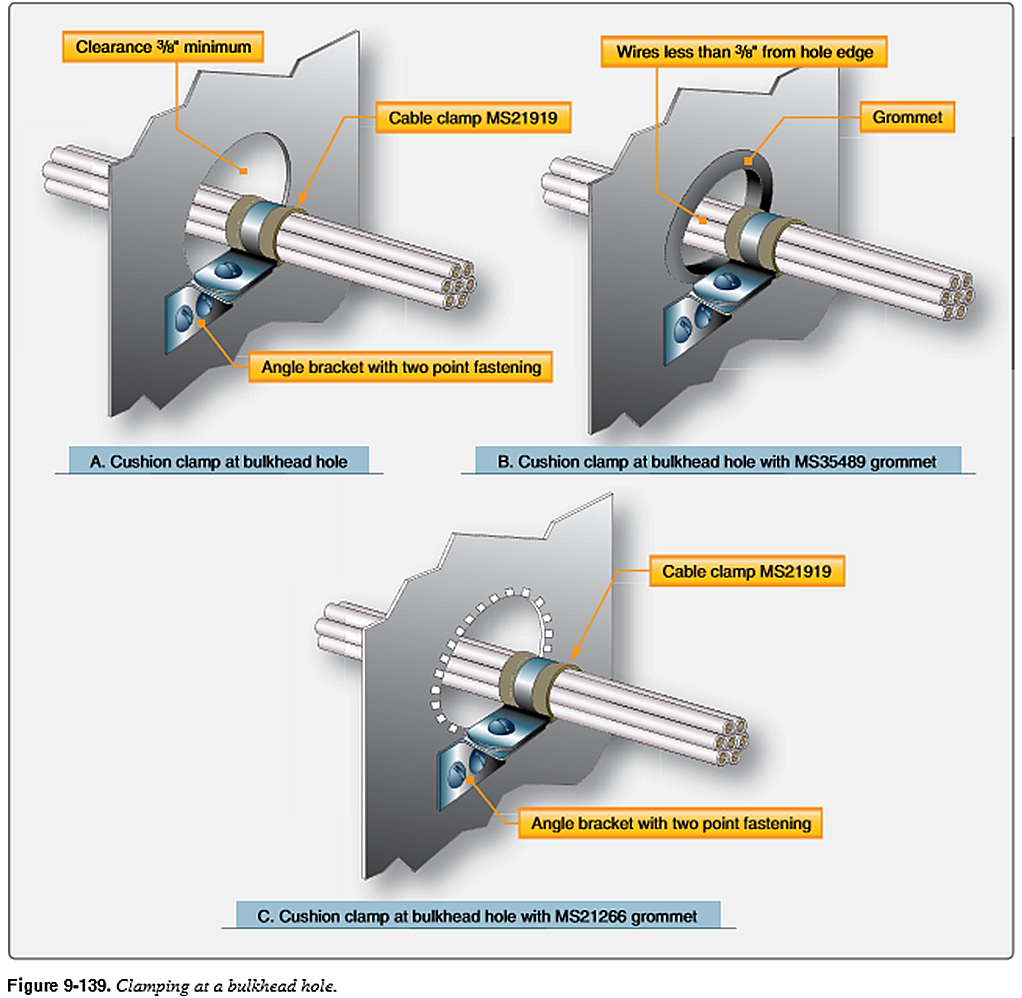 Clearance 3/8" minimum
Cable clamp MS21919
Angle bracket with two point fastening
A. Cushion clamp at bulkhead hole
Wires less than 3/8" from hole edge
Grommet
B. Cushion clamp at bulkhead hole with MS35489 grommet
Cable clamp MS21919
Angle bracket with two point fastening
C. Cushion clamp at bulkhead hole with MS21266 grommet
Figure 9-139. Clamping at a bulkhead hole.